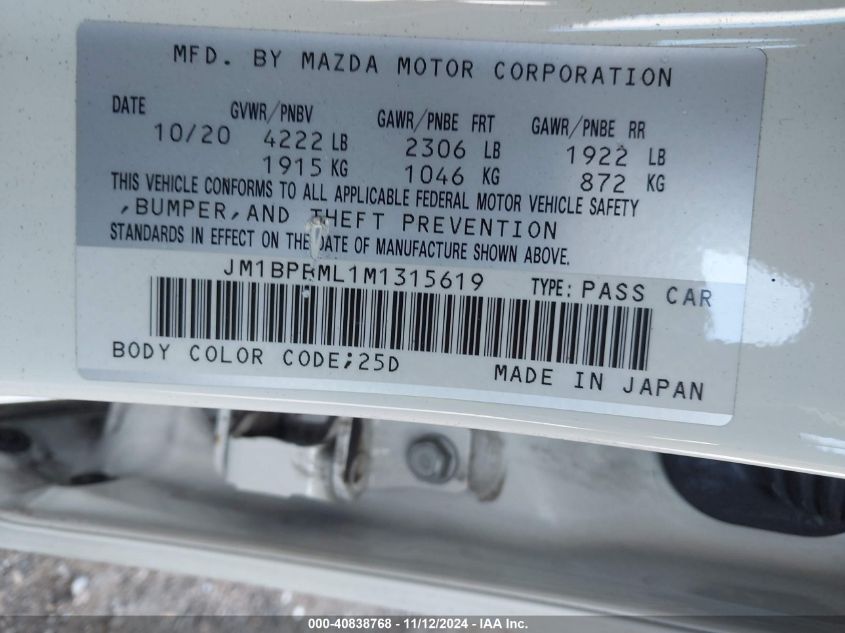 MFD. BY MAZDA MOTOR CORPORATION
DATE GVWR/PNBV GAWR/PNBE FRT GAWR/PNBE RR
10/20 4222 LB 2306 LB 1922 LB
1915 KG 1046 KG 872 KG
THIS VEHICLE CONFORMS TO ALL APPLICABLE FEDERAL MOTOR VEHICLE SAFETY
,BUMPER,AND THEFT PREVENTION
STANDARDS IN EFFECT ON THE DATE OF MANUFACTURE SHOWN ABOVE.
JM1BPBML1M1315619 TYPE: PASS CAR
BODY COLOR CODE;25D MADE IN JAPAN
000-40838768 - 11/12/2024 - IAA Inc.